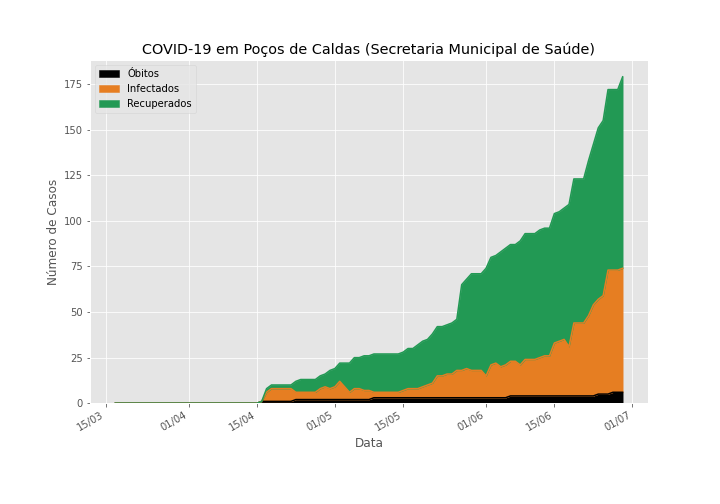 COVID-19 em Poços de Caldas (Secretaria Municipal de Saúde)
Óbitos
Infectados
Recuperados
Número de Casos
175
150
125
100
75
50
25
0
15/03
01/04
15/04
01/05
15/05
01/06
15/06
01/07
Data